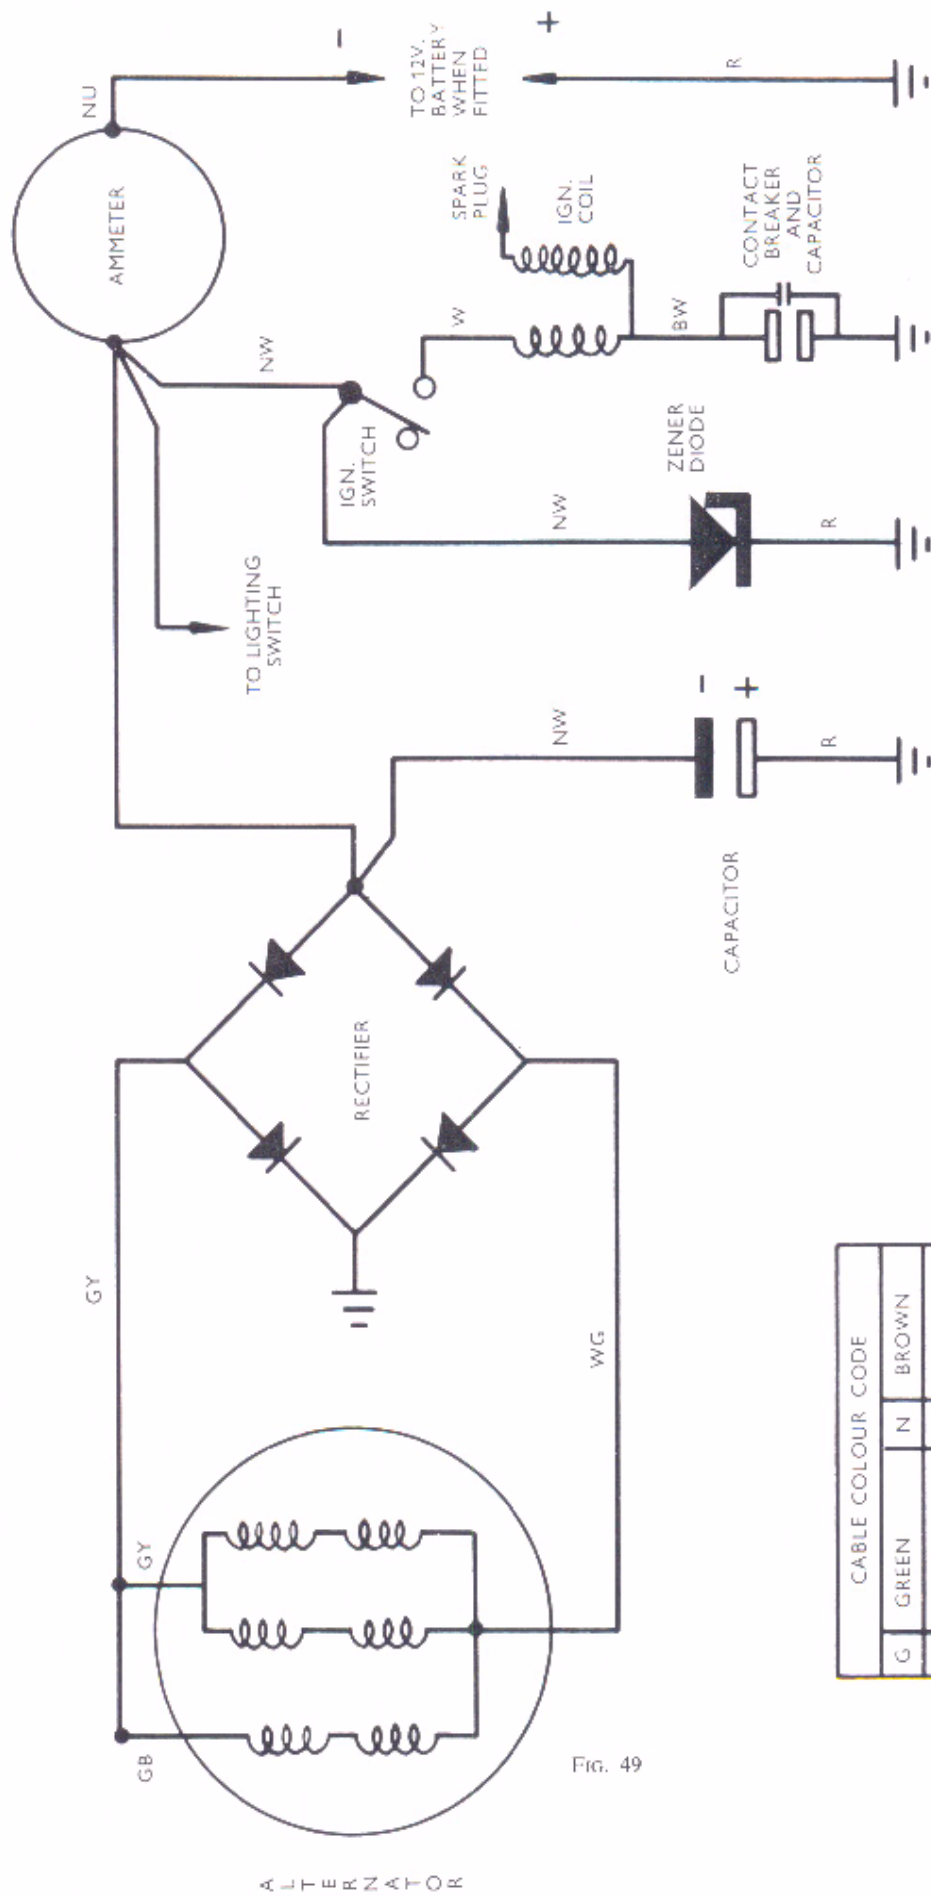 ALTERNATOR
GB
GY
GY
WG
RECTIFIER
FIG. 49
CAPACITOR
NW
-
+
R
TO LIGHTING
SWITCH
AMMETER
NU
-
TO 12V.
BATTERY
WHEN
FITTED
+
R
NW
IGN.
SWITCH
NW
ZENER
DIODE
R
W
SPARK
PLUG
IGN.
COIL
BW
CONTACT
BREAKER
AND
CAPACITOR
CABLE COLOUR CODE
G GREEN N BROWN